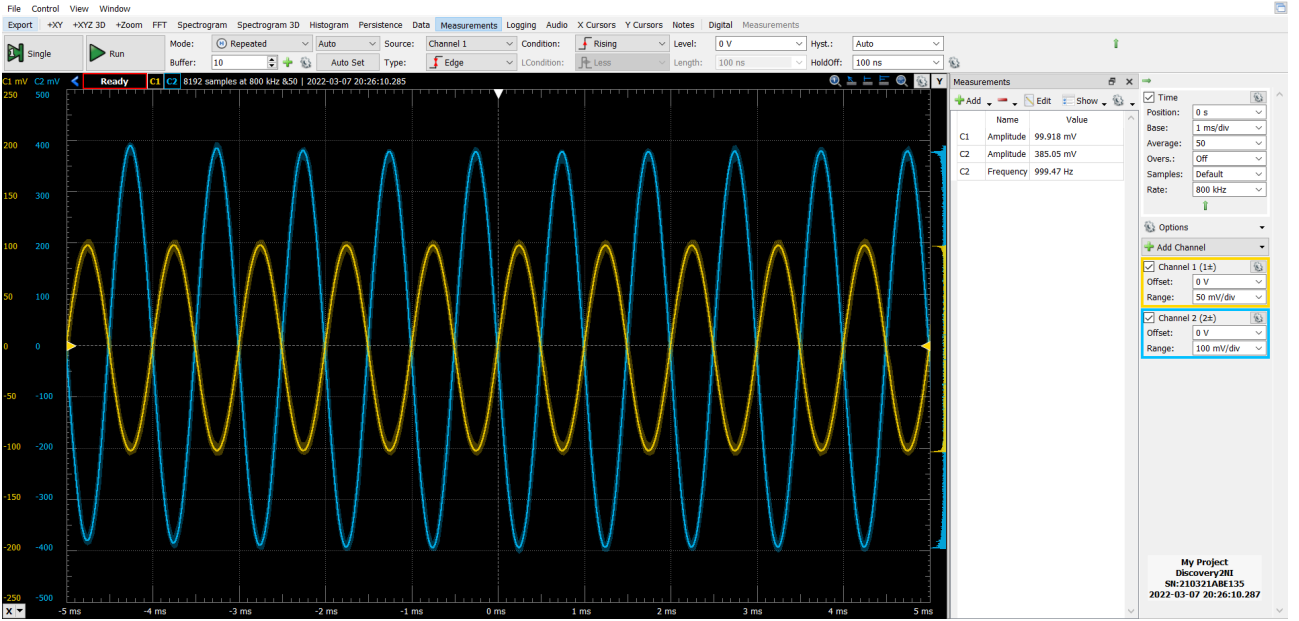 File Control View Window
Export +XY +XYZ 3D +Zoom FFT Spectrogram Spectrogram 3D Histogram Persistence Data Measurements Logging Audio X Cursors Y Cursors Notes Digital Measurements
Single Run Mode: Repeated Auto Source: Channel 1 Condition: Rising Level: 0 V Hyst.: Auto
Buffer: 10 Auto Set Type: Edge LCondition: Less Length: 100 ns HoldOff: 100 ns
C1 mV C2 mV Ready C1 C2 8192 samples at 800 kHz &50 | 2022-03-07 20:26:10.285 Y
250 500
200 400
150 300
100 200
50 100
0 0
-50 -100
-100 -200
-150 -300
-200 -400
-250 -500
X -5 ms -4 ms -3 ms -2 ms -1 ms 0 ms 1 ms 2 ms 3 ms 4 ms 5 ms
Measurements
Add Edit Show
Name Value
C1 Amplitude 99.918 mV
C2 Amplitude 385.05 mV
C2 Frequency 999.47 Hz
Time
Position: 0 s
Base: 1 ms/div
Average: 50
Overs.: Off
Samples: Default
Rate: 800 kHz
Options
Add Channel
Channel 1 (1±)
Offset: 0 V
Range: 50 mV/div
Channel 2 (2±)
Offset: 0 V
Range: 100 mV/div
My Project
Discovery2NI
SN:210321ABE135
2022-03-07 20:26:10.287